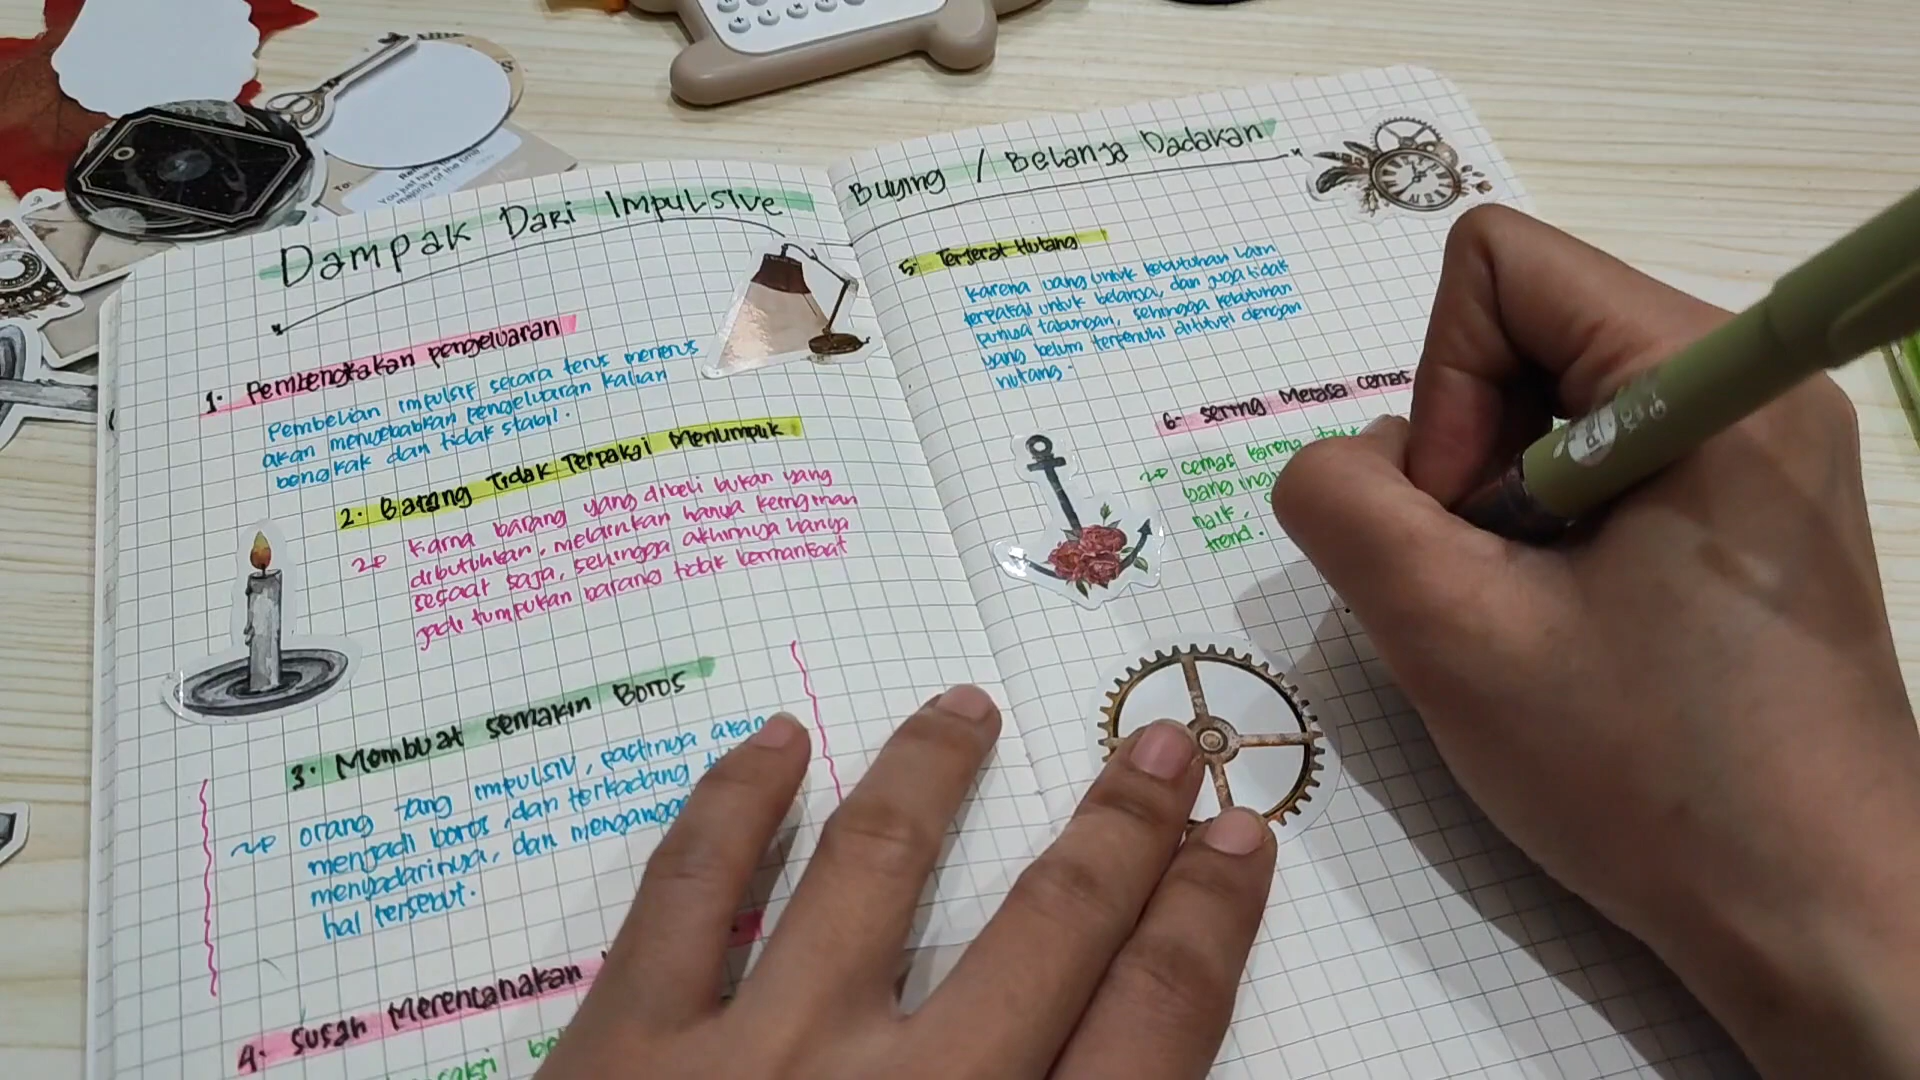 Dampak Dari Impulsive Buying / Belanja Dadakan
1. Pembengkakan pengeluaran
Pembelian impulsif secara terus menerus
akan menyebabkan pengeluaran kalian
bengkak dan tidak stabil.
2. Barang Tidak Terpakai Menumpuk
Karna barang yang dibeli bukan yang
dibutuhkan, melainkan hanya keinginan
sesaat saja, sehingga akhirnya hanya
jadi tumpukan barang tidak bermanfaat
3. Membuat semakin Boros
orang yang impulsiv, pastinya akan
menjadi boros, dan terkadang
menyadarinya, dan mengangga
hal tersebut.
4. Susah Merencanakan
5. Terjerat Hutang
karena uang untuk kebutuhan lain
terpakai untuk belanja, dan juga tidak
punya tabungan, sehingga kebutuhan
yang belum terpenuhi ditutupi dengan
hutang.
6. Sering Merasa cemas
cemas karena
yang ingin
naik,
trend.